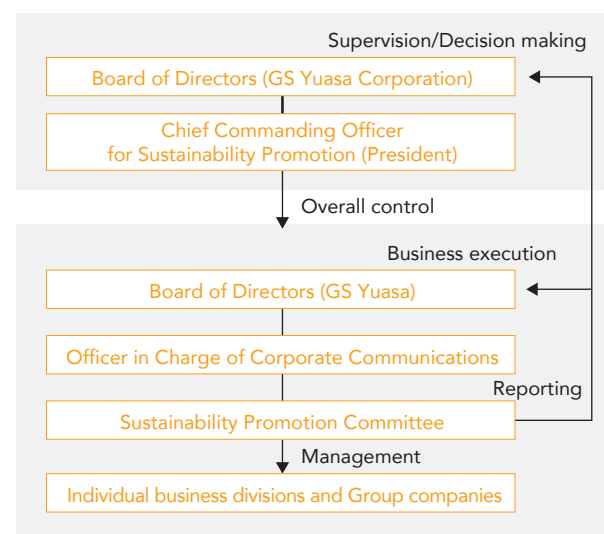 Supervision/Decision making
Board of Directors (GS Yuasa Corporation)
Chief Commanding Officer
for Sustainability Promotion (President)
Overall control
Business execution
Board of Directors (GS Yuasa)
Officer in Charge of Corporate Communications
Reporting
Sustainability Promotion Committee
Management
Individual business divisions and Group companies